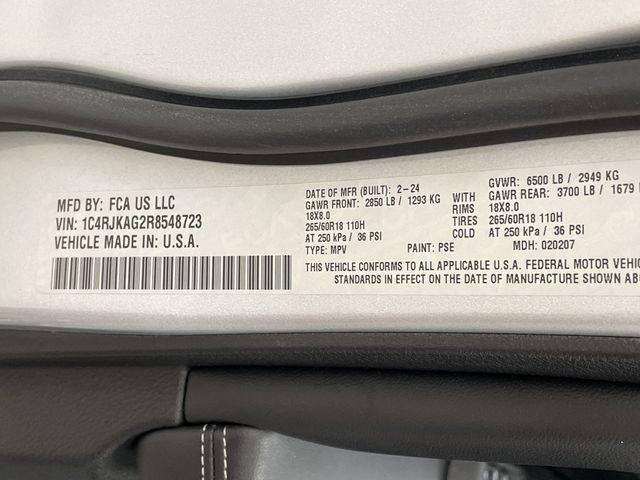 MFD BY: FCA US LLC
VIN: 1C4RJKAG2R8548723
VEHICLE MADE IN: U.S.A.
DATE OF MFR (BUILT): 2-24
GAWR FRONT: 2850 LB / 1293 KG
18X8.0
265/60R18 110H
AT 250 kPa / 36 PSI
TYPE: MPV
PAINT: PSE
WITH
RIMS
TIRES
COLD
GVWR: 6500 LB / 2949 KG
GAWR REAR: 3700 LB / 1679
18X8.0
265/60R18 110H
AT 250 kPa / 36 PSI
MDH: 020207
THIS VEHICLE CONFORMS TO ALL APPLICABLE U.S.A. FEDERAL MOTOR
STANDARDS IN EFFECT ON THE DATE OF MANUFACTURE SHOWN